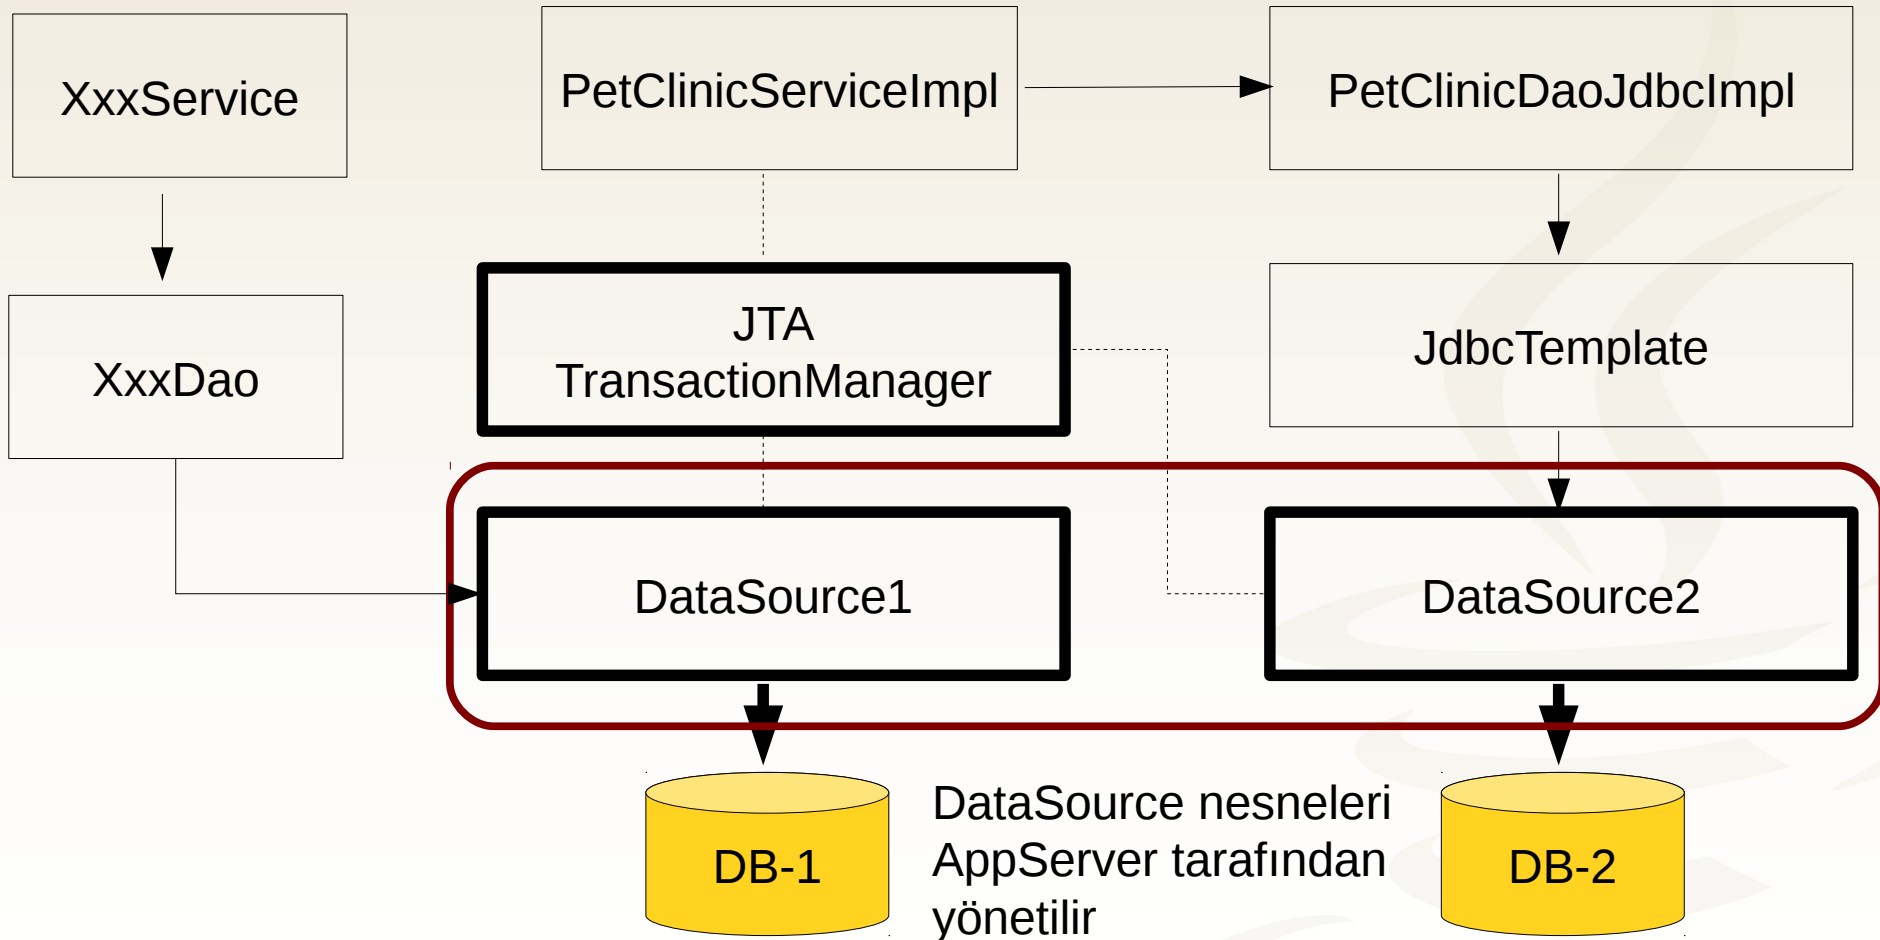 XxxService
PetClinicServiceImpl
PetClinicDaoJdbcImpl
XxxDao
JTA
TransactionManager
JdbcTemplate
DataSource1
DataSource2
DB-1
DataSource nesneleri
AppServer tarafından
yönetilir
DB-2